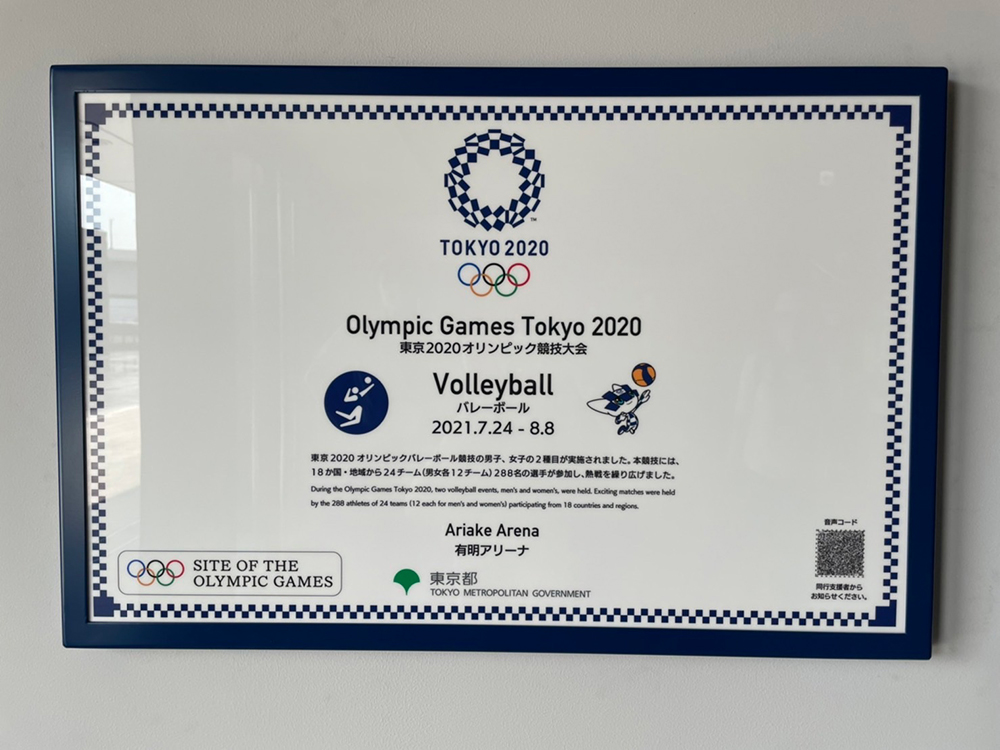 TM
TOKYO 2020
Olympic Games Tokyo 2020
東京2020オリンピック競技大会
Volleyball
バレーボール
2021.7.24 - 8.8
東京2020オリンピックバレーボール競技の男子、女子の2種目が実施されました。本競技には、
18か国・地域から24チーム(男女各12チーム)288名の選手が参加し、熱戦を繰り広げました。
During the Olympic Games Tokyo 2020, two volleyball events, men's and women's, were held. Exciting matches were held
by the 288 athletes of 24 teams (12 each for men's and women's) participating from 18 countries and regions.
Ariake Arena
有明アリーナ
SITE OF THE
OLYMPIC GAMES
東京都
TOKYO METROPOLITAN GOVERNMENT
音声コード
同行支援者から
お知らせください。